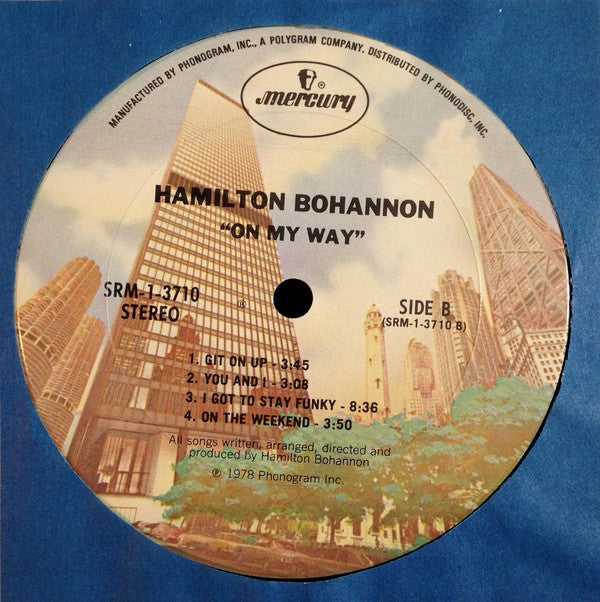 MANUFACTURED BY PHONOGRAM, INC., A POLYGRAM COMPANY. DISTRIBUTED BY PHONODISC, INC.
®
mercury
HAMILTON BOHANNON
"ON MY WAY"
SRM-1-3710
STEREO
®
SIDE B
(SRM-1-3710 B)
1. GIT ON UP - 3:45
2. YOU AND I - 3:08
3. I GOT TO STAY FUNKY - 8:36
4. ON THE WEEKEND - 3:50
All songs written, arranged, directed and
produced by Hamilton Bohannon
℗ 1978 Phonogram Inc.